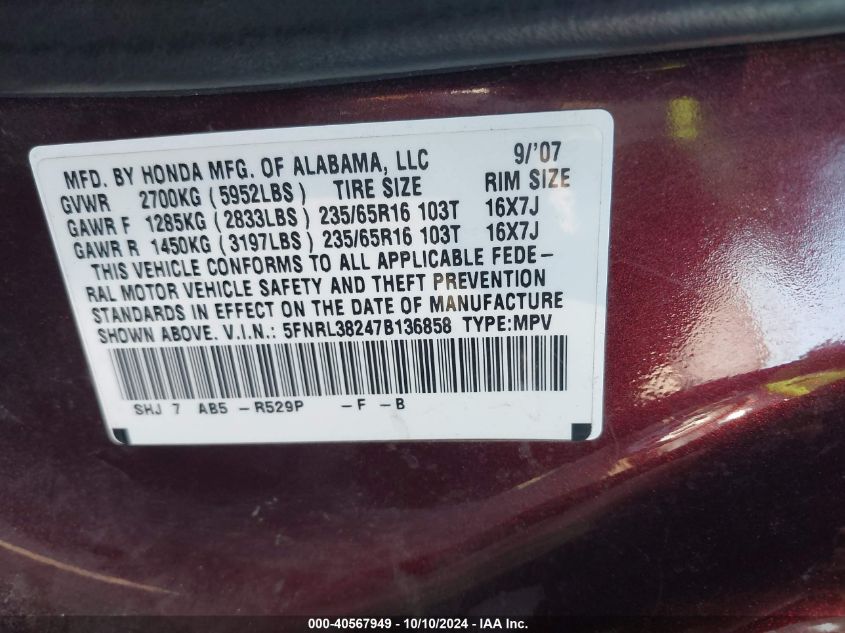 MFD. BY HONDA MFG. OF ALABAMA, LLC 9/'07
GVWR 2700KG (5952LBS) TIRE SIZE RIM SIZE
GAWR F 1285KG (2833LBS) 235/65R16 103T 16X7J
GAWR R 1450KG (3197LBS) 235/65R16 103T 16X7J
THIS VEHICLE CONFORMS TO ALL APPLICABLE FEDE-
RAL MOTOR VEHICLE SAFETY AND THEFT PREVENTION
STANDARDS IN EFFECT ON THE DATE OF MANUFACTURE
SHOWN ABOVE. V.I.N.: 5FNRL38247B136858 TYPE:MPV
SHJ 7 AB5 -R529P -F -B
000-40567949 - 10/10/2024 - IAA Inc.